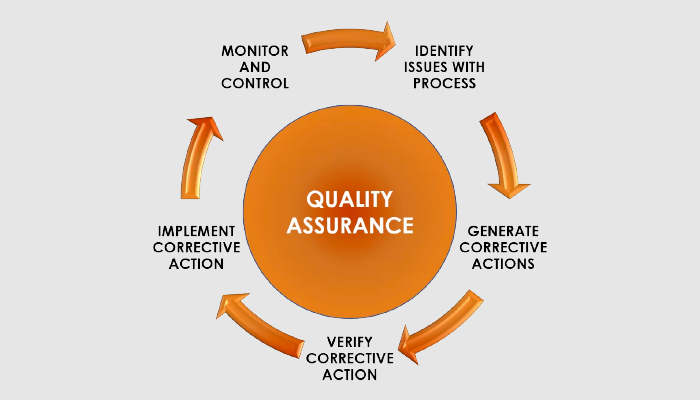 MONITOR
AND
CONTROL
IDENTIFY
ISSUES WITH
PROCESS
GENERATE
CORRECTIVE
ACTIONS
VERIFY
CORRECTIVE
ACTION
IMPLEMENT
CORRECTIVE
ACTION
QUALITY
ASSURANCE